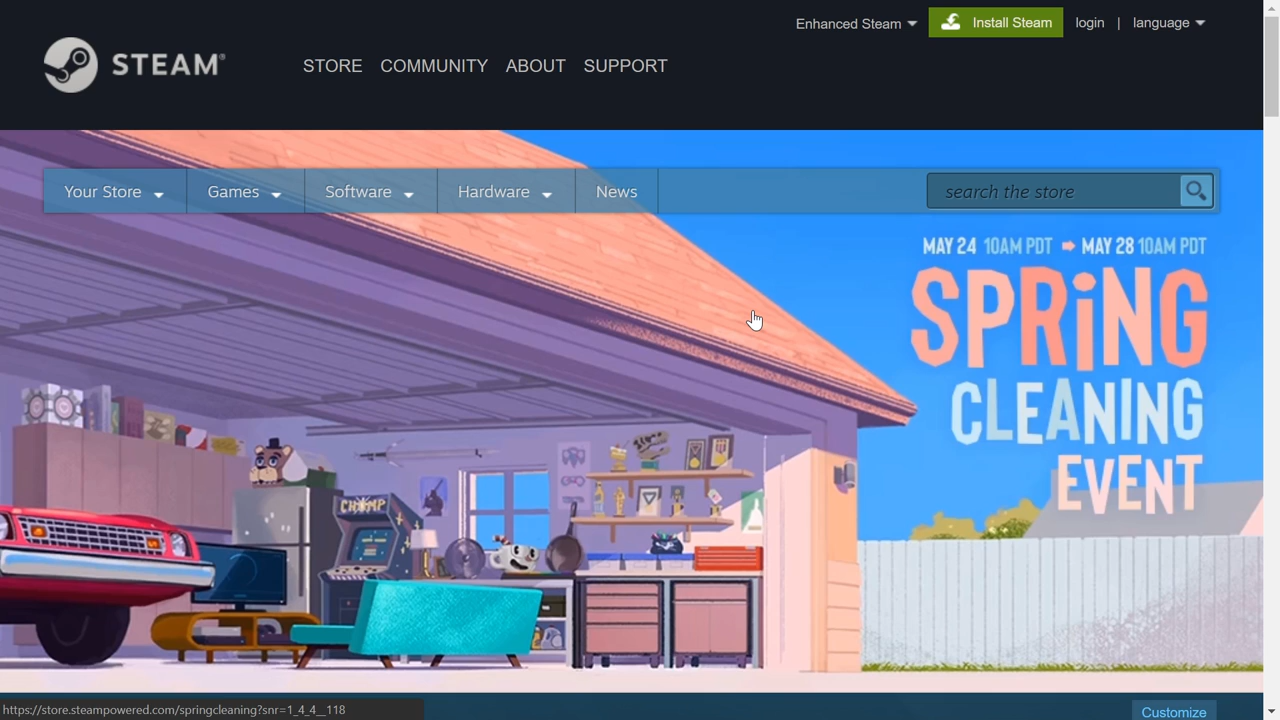 Enhanced Steam
Install Steam
login | language
STEAM®
STORE COMMUNITY ABOUT SUPPORT
Your Store Games Software Hardware News
search the store
MAY 24 10AM PDT MAY 28 10AM PDT
SPRiNG
CLEANING
EVENT
CHOMP
https://store.steampowered.com/springcleaning?snr=1_4_4__118
Customize